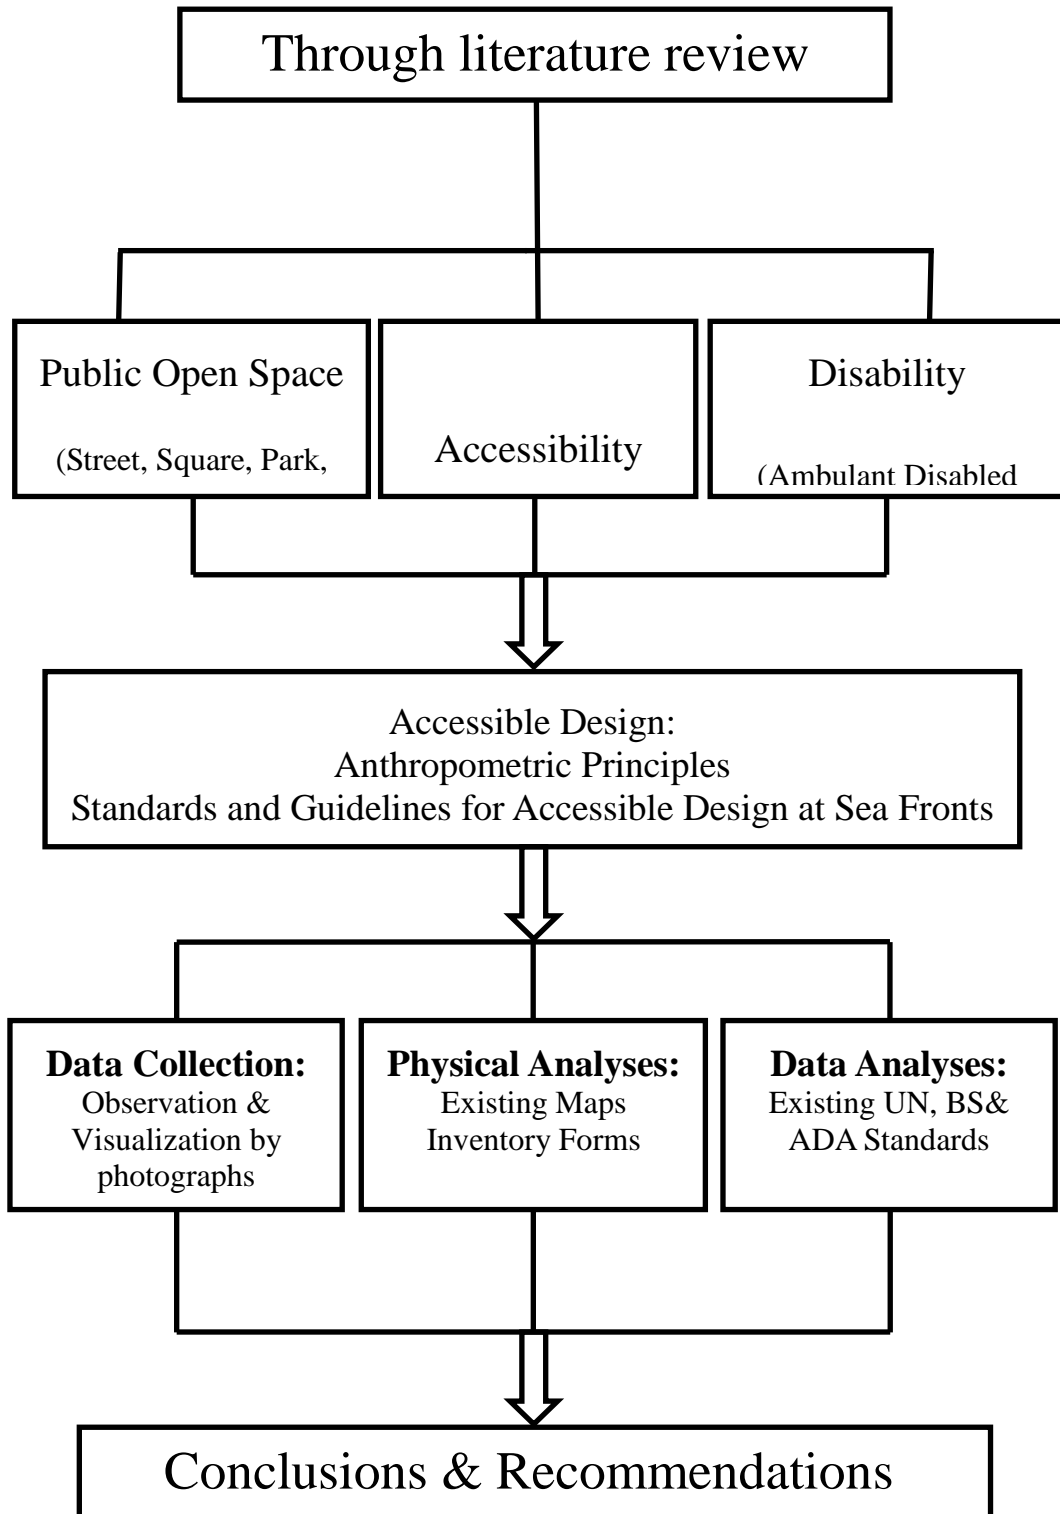 Through literature review
Public Open Space
(Street, Square, Park,
Accessibility
Disability
(Ambulant Disabled
Accessible Design:
Anthropometric Principles
Standards and Guidelines for Accessible Design at Sea Fronts
Data Collection:
Observation &
Visualization by
photographs
Physical Analyses:
Existing Maps
Inventory Forms
Data Analyses:
Existing UN, BS&
ADA Standards
Conclusions & Recommendations